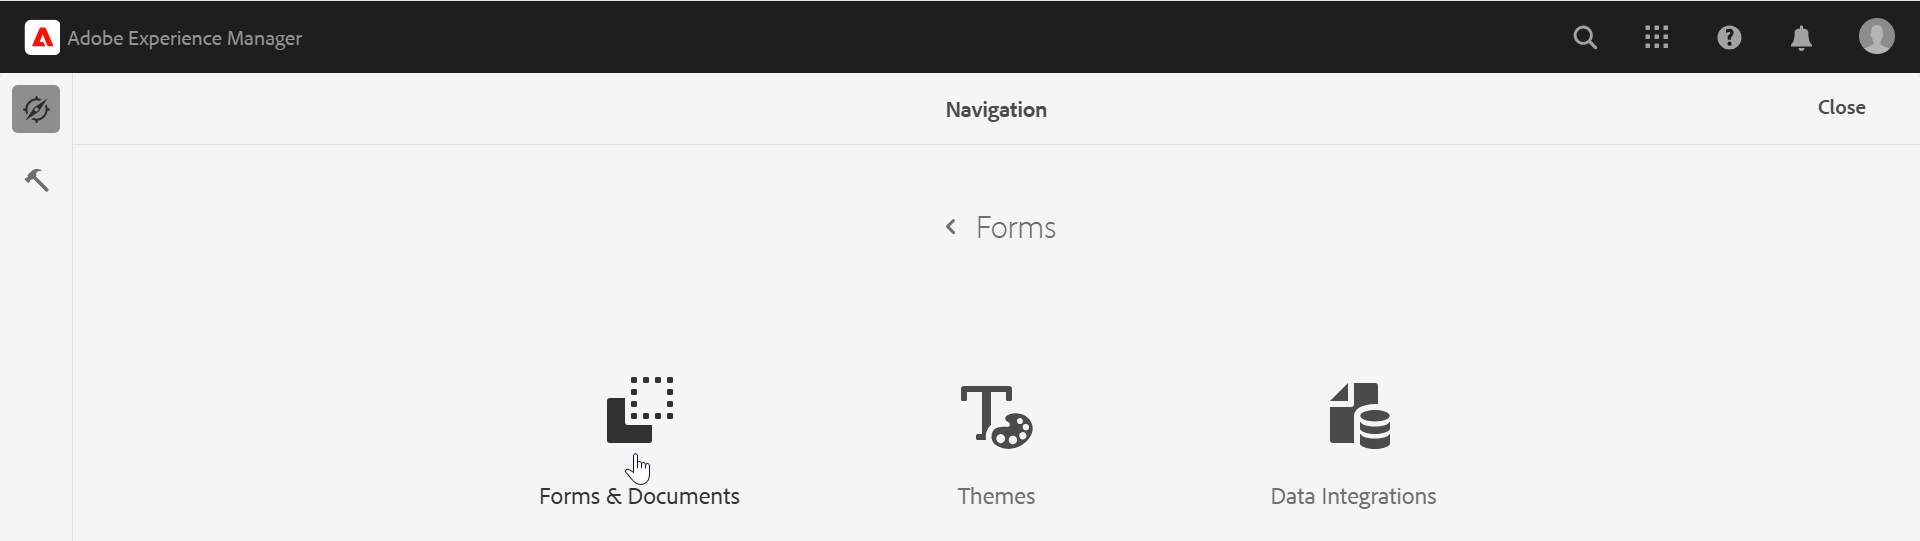 Adobe Experience Manager
Navigation
Close
Forms
Forms & Documents
Themes
Data Integrations